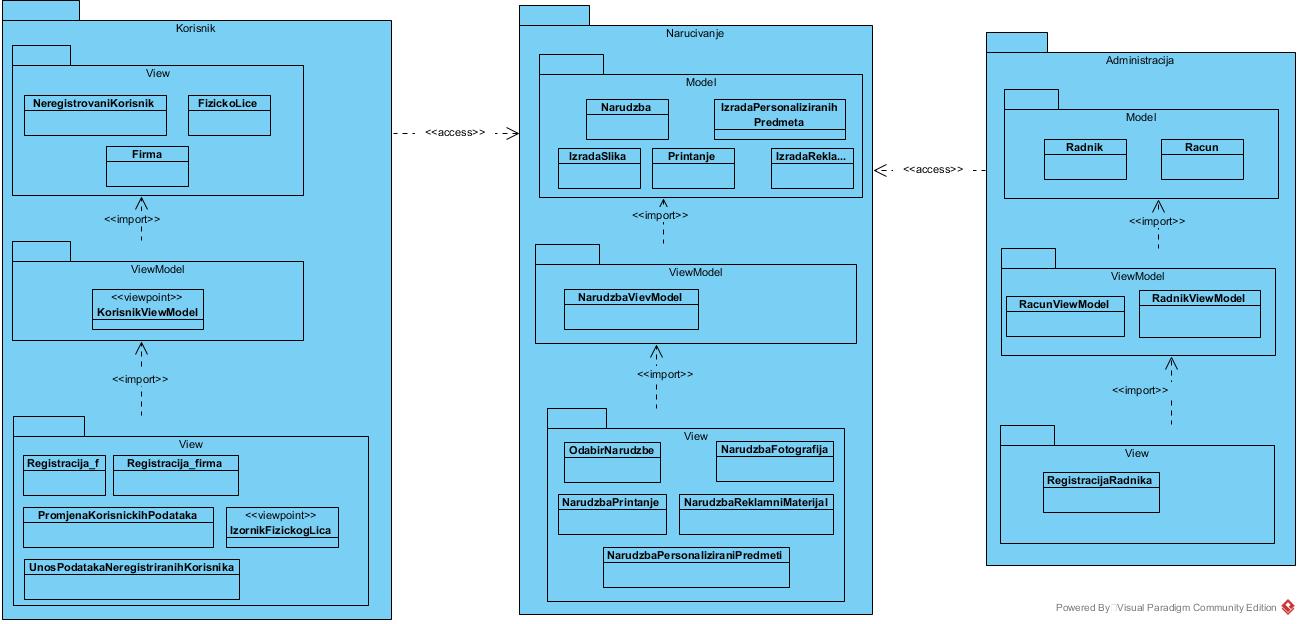 Korisnik
View
NeregistrovaniKorisnik
FizickoLice
Firma
<<import>>
ViewModel
<<viewpoint>>
KorisnikViewModel
<<import>>
View
Registracija_f
Registracija_firma
PromjenaKorisnickihPodataka
<<viewpoint>>
IzornikFizickogLica
UnosPodatakaNeregistriranihKorisnika
<<access>>
Narucivanje
Model
Narudzba
IzradaPersonaliziranih
Predmeta
IzradaSlika
Printanje
IzradaRekla...
<<import>>
ViewModel
NarudzbaVievModel
<<import>>
View
OdabirNarudzbe
NarudzbaFotografija
NarudzbaPrintanje
NarudzbaReklamniMaterijal
NarudzbaPersonaliziraniPredmeti
<<access>>
Administracija
Model
Radnik
Racun
<<import>>
ViewModel
RacunViewModel
RadnikViewModel
<<import>>
View
RegistracijaRadnika
Powered By Visual Paradigm Community Edition